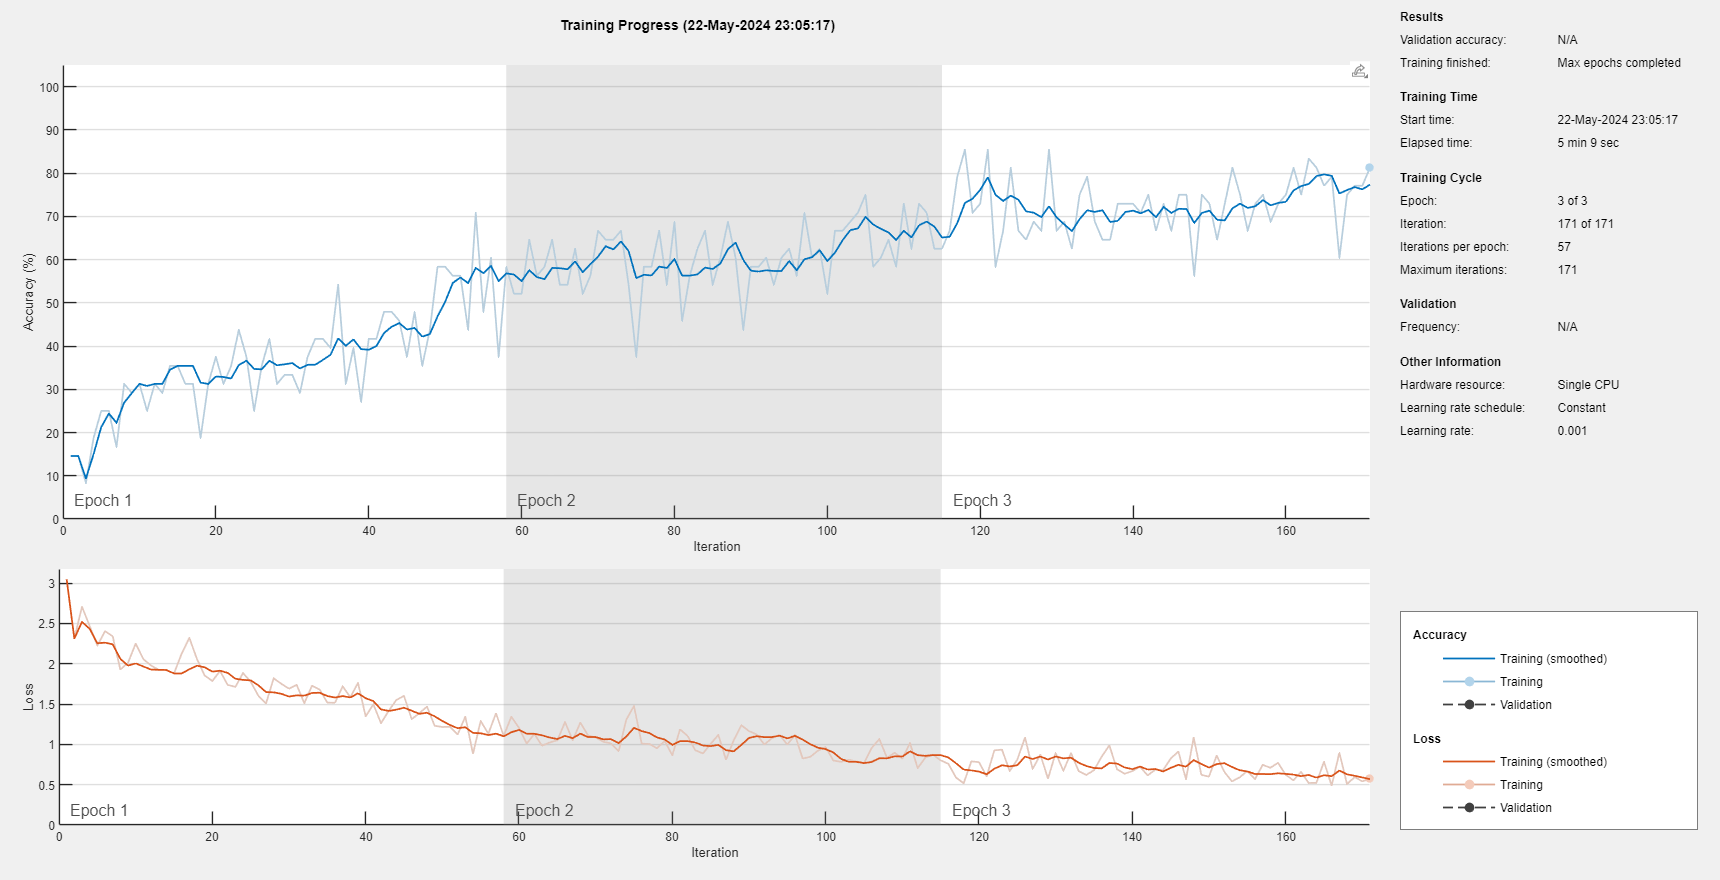 Training Progress (22-May-2024 23:05:17)
Accuracy (%)
100
90
80
70
60
50
40
30
20
10
0
Epoch 1
Epoch 2
Epoch 3
0 20 40 60 80 100 120 140 160
Iteration
Loss
3
2.5
2
1.5
1
0.5
0
Epoch 1
Epoch 2
Epoch 3
0 20 40 60 80 100 120 140 160
Iteration
Results
Validation accuracy: N/A
Training finished: Max epochs completed
Training Time
Start time: 22-May-2024 23:05:17
Elapsed time: 5 min 9 sec
Training Cycle
Epoch: 3 of 3
Iteration: 171 of 171
Iterations per epoch: 57
Maximum iterations: 171
Validation
Frequency: N/A
Other Information
Hardware resource: Single CPU
Learning rate schedule: Constant
Learning rate: 0.001
Accuracy
Training (smoothed)
Training
Validation
Loss
Training (smoothed)
Training
Validation